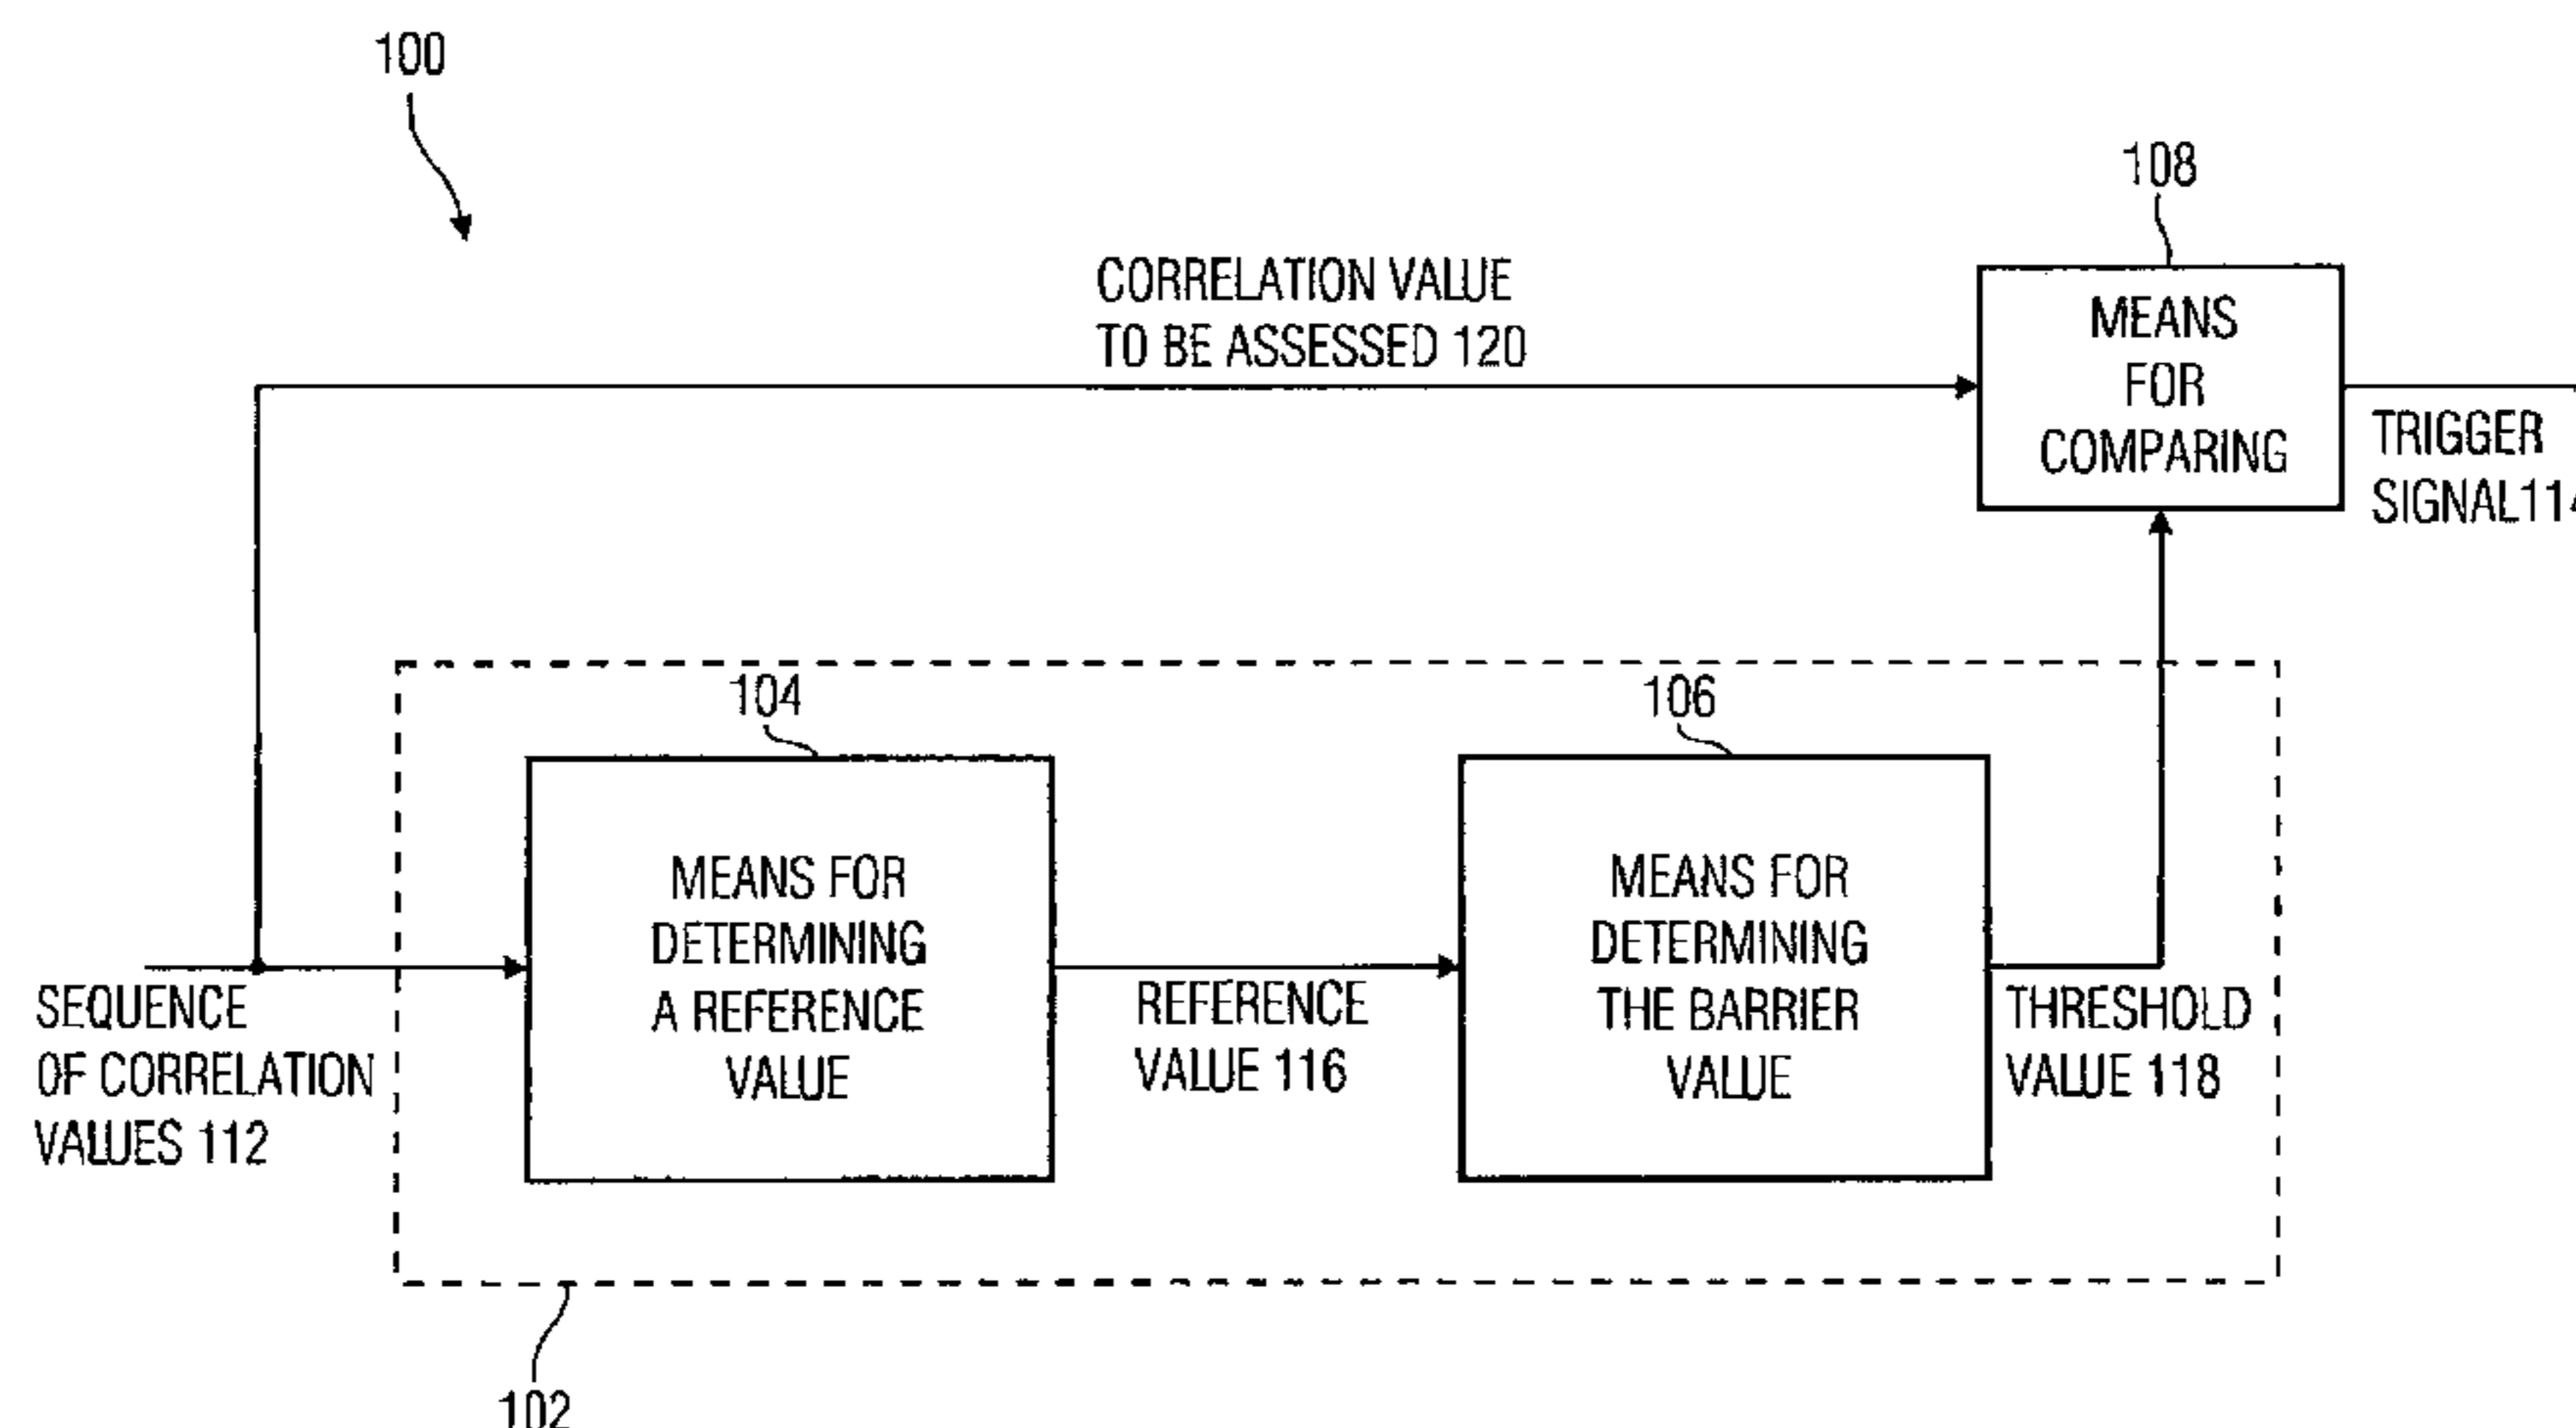 100
108
CORRELATION VALUE
TO BE ASSESSED 120
MEANS
FOR
COMPARING
TRIGGER
SIGNAL114
104
106
MEANS FOR
DETERMINING
A REFERENCE
VALUE
MEANS FOR
DETERMINING
THE BARRIER
VALUE
SEQUENCE
OF CORRELATION
VALUES 112
REFERENCE
VALUE 116
THRESHOLD
VALUE 118
102